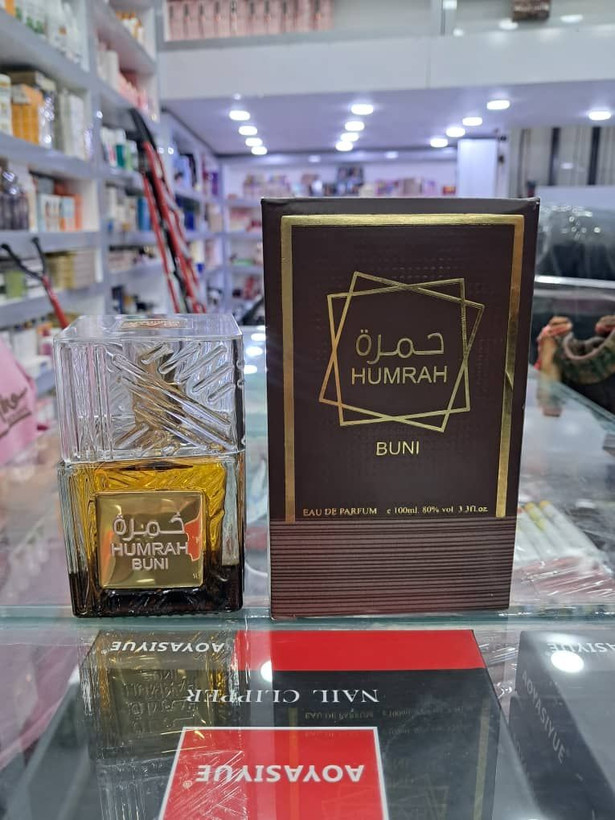 حمرة
HUMRAH
BUNI
EAU DE PARFUM e 100ml. 80% vol 3.3fl.oz.
حمرة
HUMRAH
BUNI
AOYASIYUE
NAIL CLIPPER
AOYASIYUE
AOYASIYUE